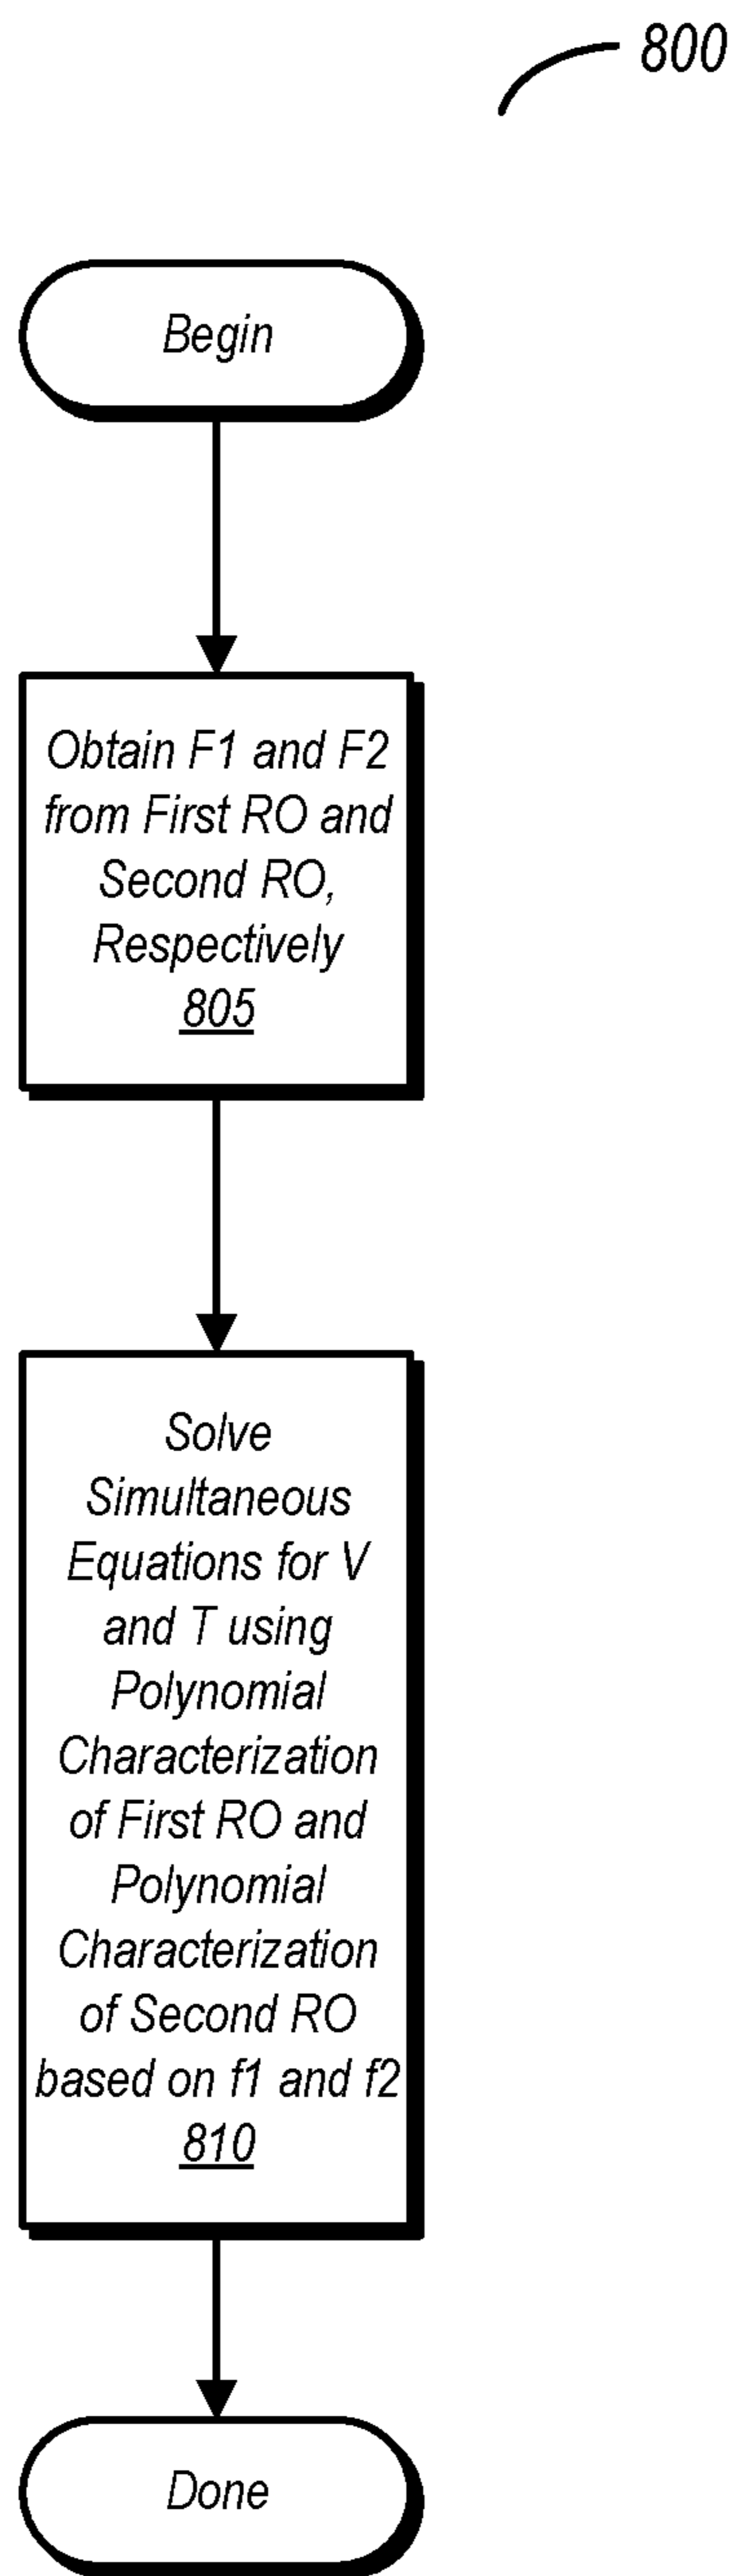 800
Begin
Obtain F1 and F2
from First RO and
Second RO,
Respectively
805
Solve
Simultaneous
Equations for V
and T using
Polynomial
Characterization
of First RO and
Polynomial
Characterization
of Second RO
based on f1 and f2
810
Done